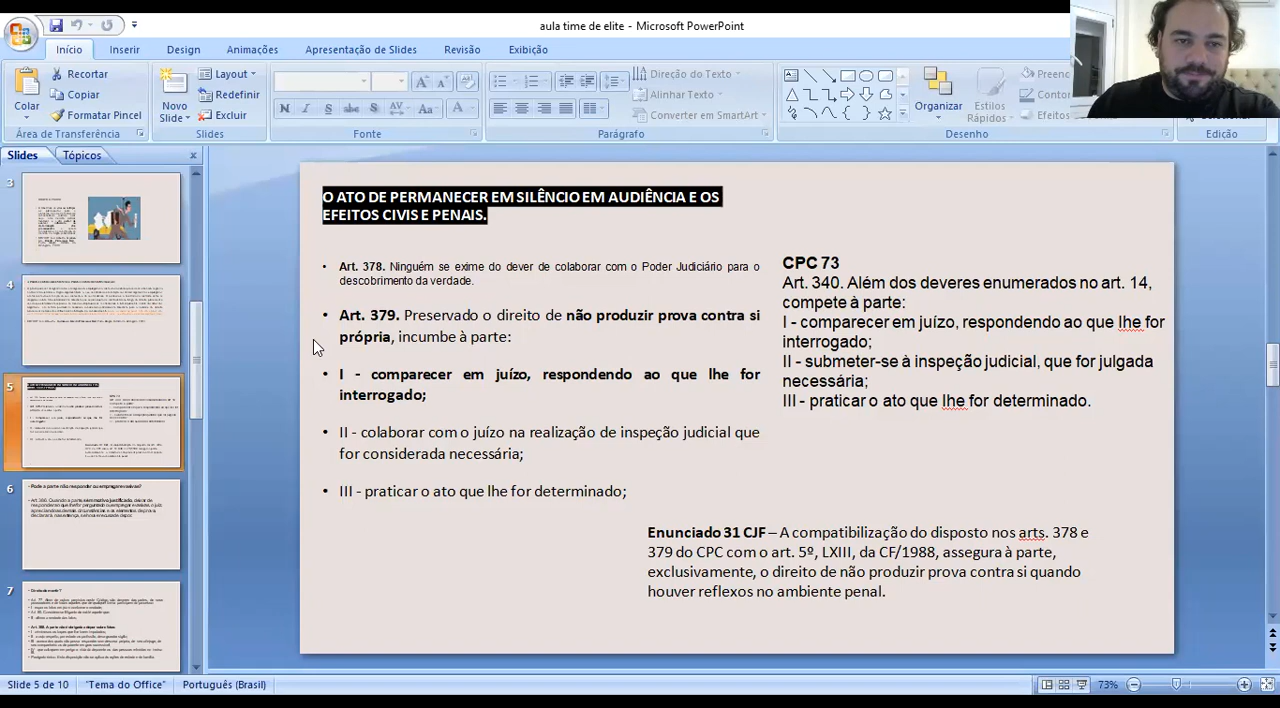 aula time de elite - Microsoft PowerPoint
Início
Inserir
Design
Animações
Apresentação de Slides
Revisão
Exibição
Colar
Recortar
Copiar
Formatar Pincel
Área de Transferência
Novo
Slide
Layout
Redefinir
Excluir
Slides
Fonte
Direção do Texto
Alinhar Texto
Converter em SmartArt
Parágrafo
Organizar
Estilos
Rápidos
Desenho
Edição
Slides
Tópicos
3
4
5
6
7
O ATO DE PERMANECER EM SILÊNCIO EM AUDIÊNCIA E OS
EFEITOS CIVIS E PENAIS.
• Art. 378. Ninguém se exime do dever de colaborar com o Poder Judiciário para o
descobrimento da verdade.
• Art. 379. Preservado o direito de não produzir prova contra si
própria, incumbe à parte:
• I - comparecer em juízo, respondendo ao que lhe for
interrogado;
• II - colaborar com o juízo na realização de inspeção judicial que
for considerada necessária;
• III - praticar o ato que lhe for determinado;
CPC 73
Art. 340. Além dos deveres enumerados no art. 14,
compete à parte:
I - comparecer em juízo, respondendo ao que lhe for
interrogado;
II - submeter-se à inspeção judicial, que for julgada
necessária;
III - praticar o ato que lhe for determinado.
Enunciado 31 CJF – A compatibilização do disposto nos arts. 378 e
379 do CPC com o art. 5º, LXIII, da CF/1988, assegura à parte,
exclusivamente, o direito de não produzir prova contra si quando
houver reflexos no ambiente penal.
Slide 5 de 10
"Tema do Office"
Português (Brasil)
73%